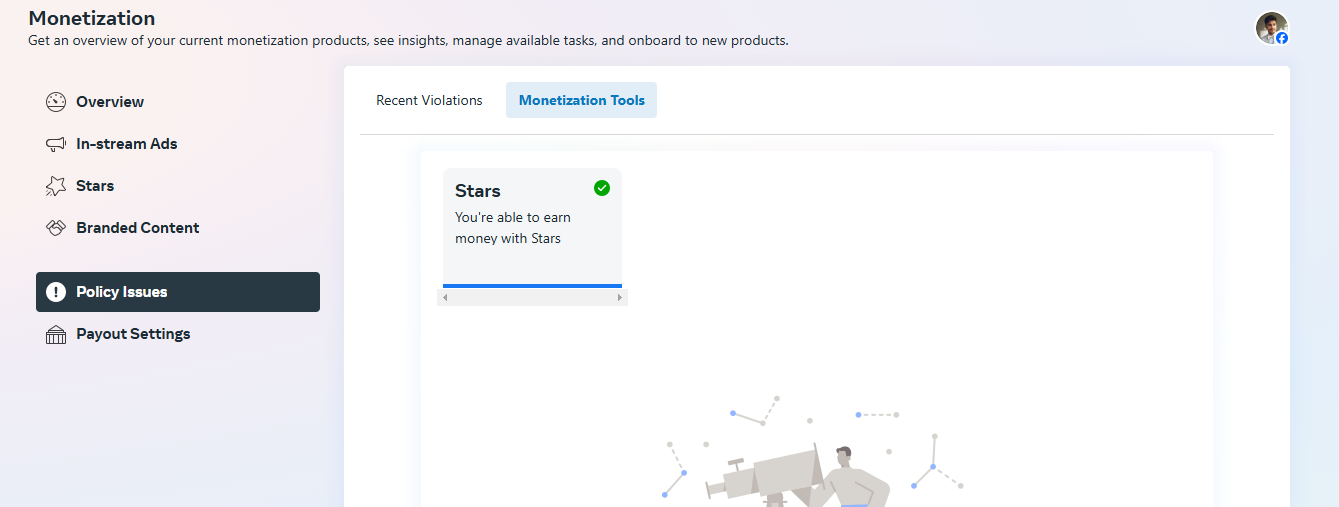 Monetization
Get an overview of your current monetization products, see insights, manage available tasks, and onboard to new products.
Overview
In-stream Ads
Stars
Branded Content
Policy Issues
Payout Settings
Recent Violations
Monetization Tools
Stars
You're able to earn
money with Stars